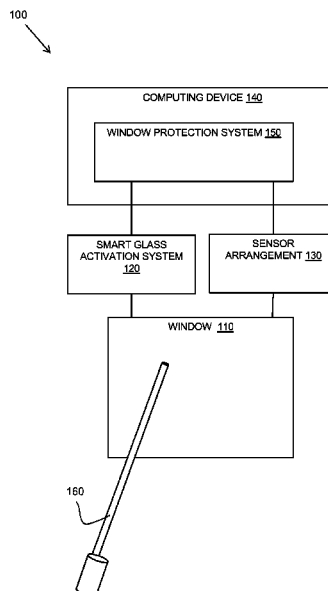 100
COMPUTING DEVICE 140
WINDOW PROTECTION SYSTEM 150
SMART GLASS
ACTIVATION SYSTEM
120
SENSOR
ARRANGEMENT 130
WINDOW 110
160